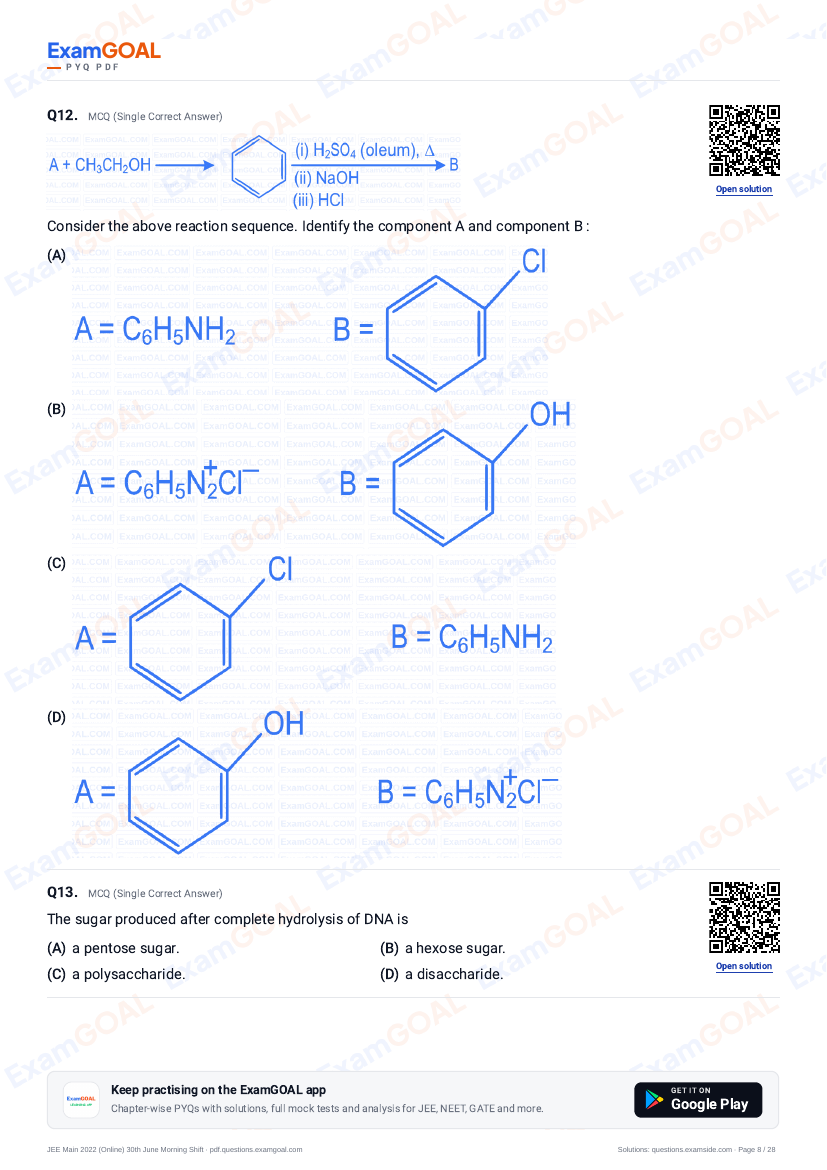 ExamGOAL
PYQ PDF
Q12. MCQ (Single Correct Answer)
A + CH₃CH₂OH
(i) H₂SO₄ (oleum), Δ
(ii) NaOH
(iii) HCl
B
Open solution
Consider the above reaction sequence. Identify the component A and component B :
(A)
Cl
A = C₆H₅NH₂ B =
(B)
OH
A = C₆H₅N₂⁺Cl⁻ B =
(C)
Cl
A = B = C₆H₅NH₂
(D)
OH
A = B = C₆H₅N₂⁺Cl⁻
Q13. MCQ (Single Correct Answer)
The sugar produced after complete hydrolysis of DNA is
(A) a pentose sugar. (B) a hexose sugar.
(C) a polysaccharide. (D) a disaccharide.
Open solution
Keep practising on the ExamGOAL app
Chapter-wise PYQs with solutions, full mock tests and analysis for JEE, NEET, GATE and more.
GET IT ON
Google Play
JEE Main 2022 (Online) 30th June Morning Shift · pdf.questions.examgoal.com Solutions: questions.examside.com · Page 8 / 28